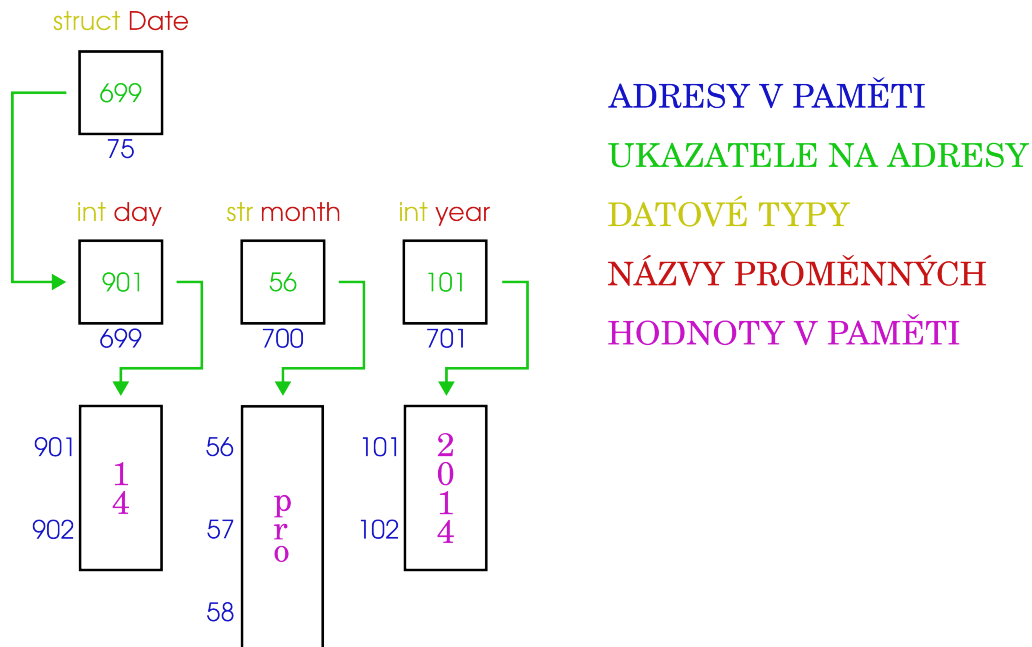 struct Date
699
75
ADRESY V PAMĚTI
UKAZATELE NA ADRESY
DATOVÉ TYPY
NÁZVY PROMĚNNÝCH
HODNOTY V PAMĚTI
int day
str month
int year
901
56
101
699
700
701
901
902
1
4
56
57
58
p
r
o
101
102
2
0
1
4